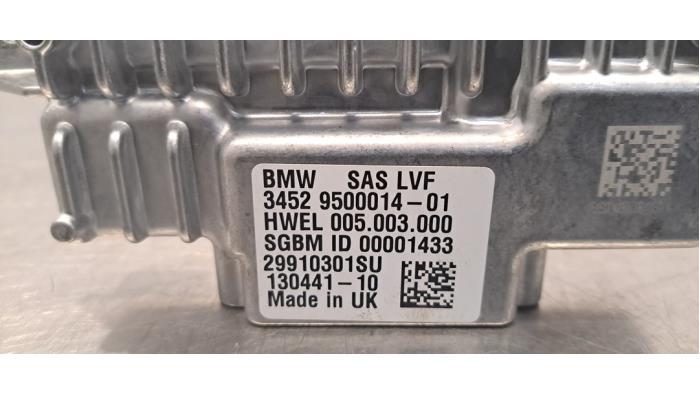 BMW SAS LVF
3452 9500014-01
HWEL 005.003.000
SGBM ID 00001433
29910301SU
130441-10
Made in UK